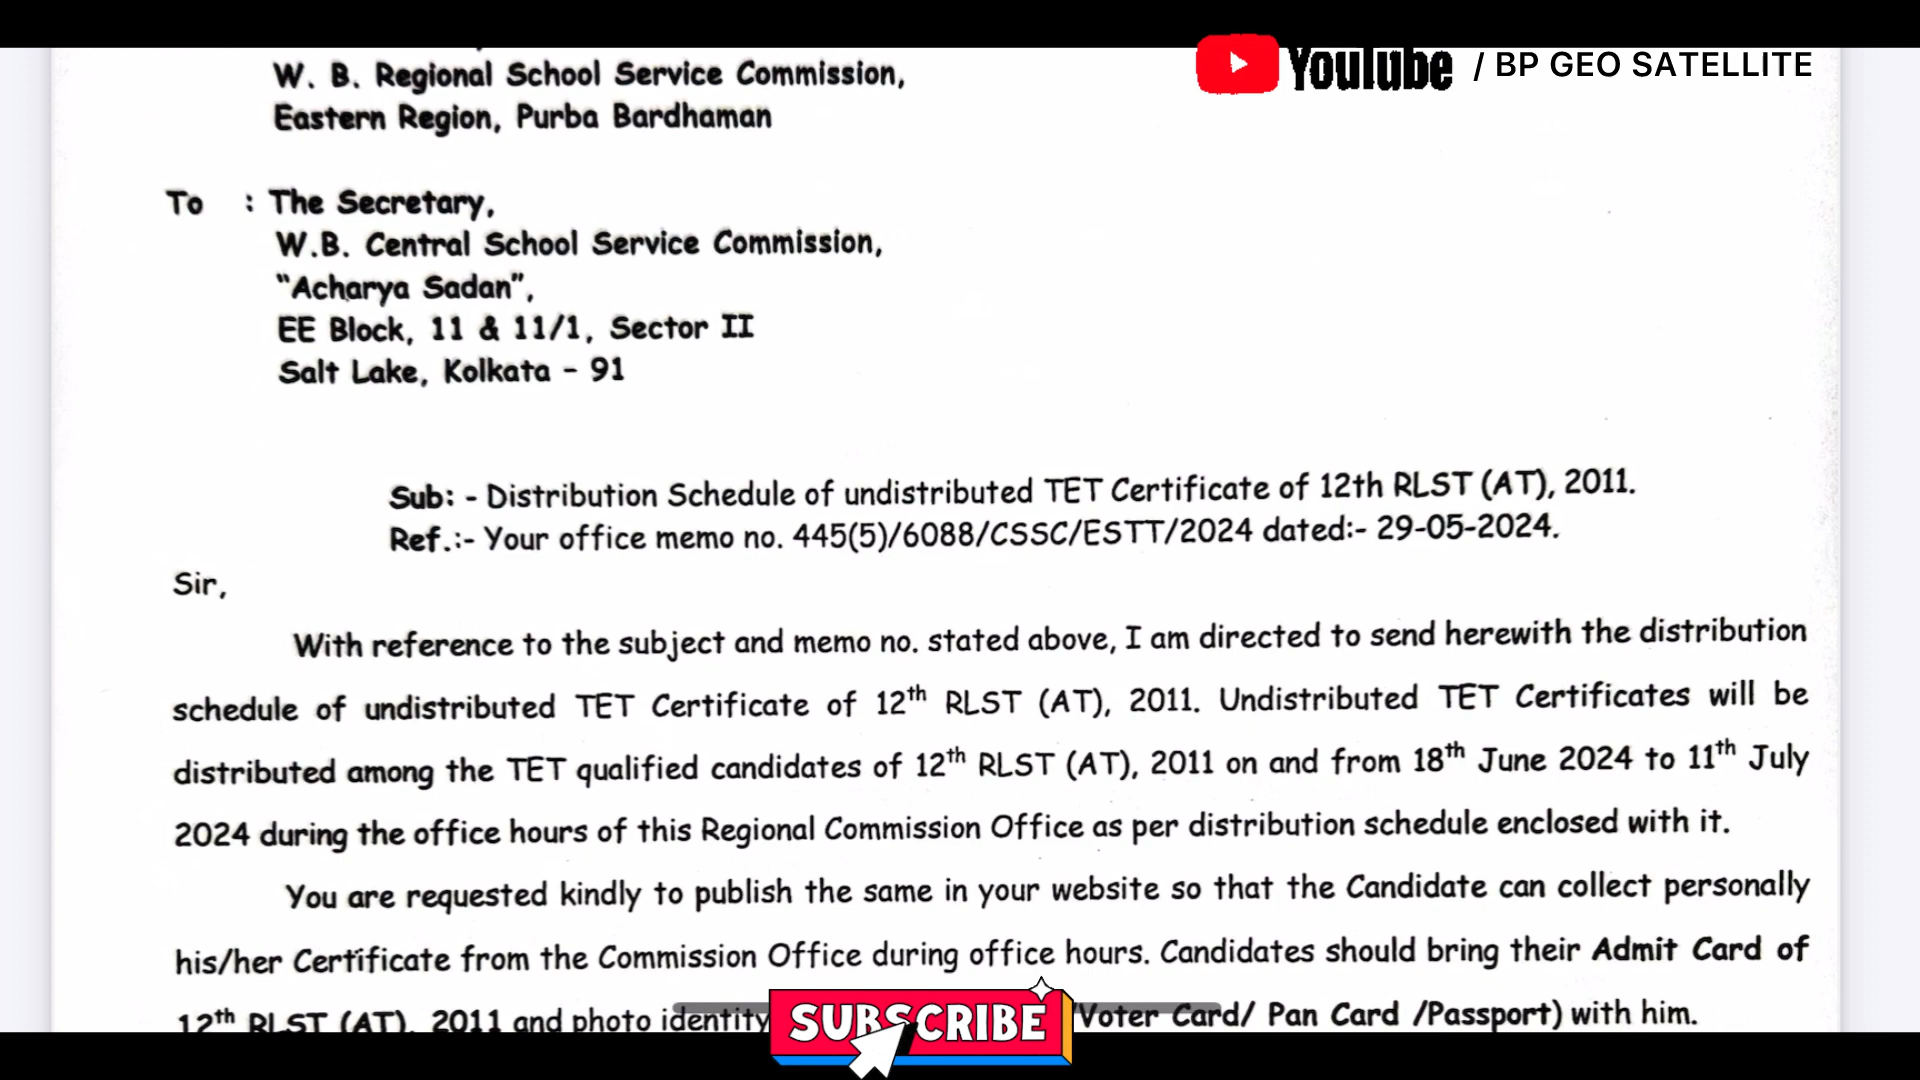 YouTube / BP GEO SATELLITE
W. B. Regional School Service Commission,
Eastern Region, Purba Bardhaman
To : The Secretary,
W.B. Central School Service Commission,
"Acharya Sadan",
EE Block, 11 & 11/1, Sector II
Salt Lake, Kolkata - 91
Sub: - Distribution Schedule of undistributed TET Certificate of 12th RLST (AT), 2011.
Ref.:- Your office memo no. 445(5)/6088/CSSC/ESTT/2024 dated:- 29-05-2024.
Sir,
With reference to the subject and memo no. stated above, I am directed to send herewith the distribution
schedule of undistributed TET Certificate of 12th RLST (AT), 2011. Undistributed TET Certificates will be
distributed among the TET qualified candidates of 12th RLST (AT), 2011 on and from 18th June 2024 to 11th July
2024 during the office hours of this Regional Commission Office as per distribution schedule enclosed with it.
You are requested kindly to publish the same in your website so that the Candidate can collect personally
his/her Certificate from the Commission Office during office hours. Candidates should bring their Admit Card of
12th RLST (AT), 2011 and photo identity /Voter Card/ Pan Card /Passport) with him.
SUBSCRIBE